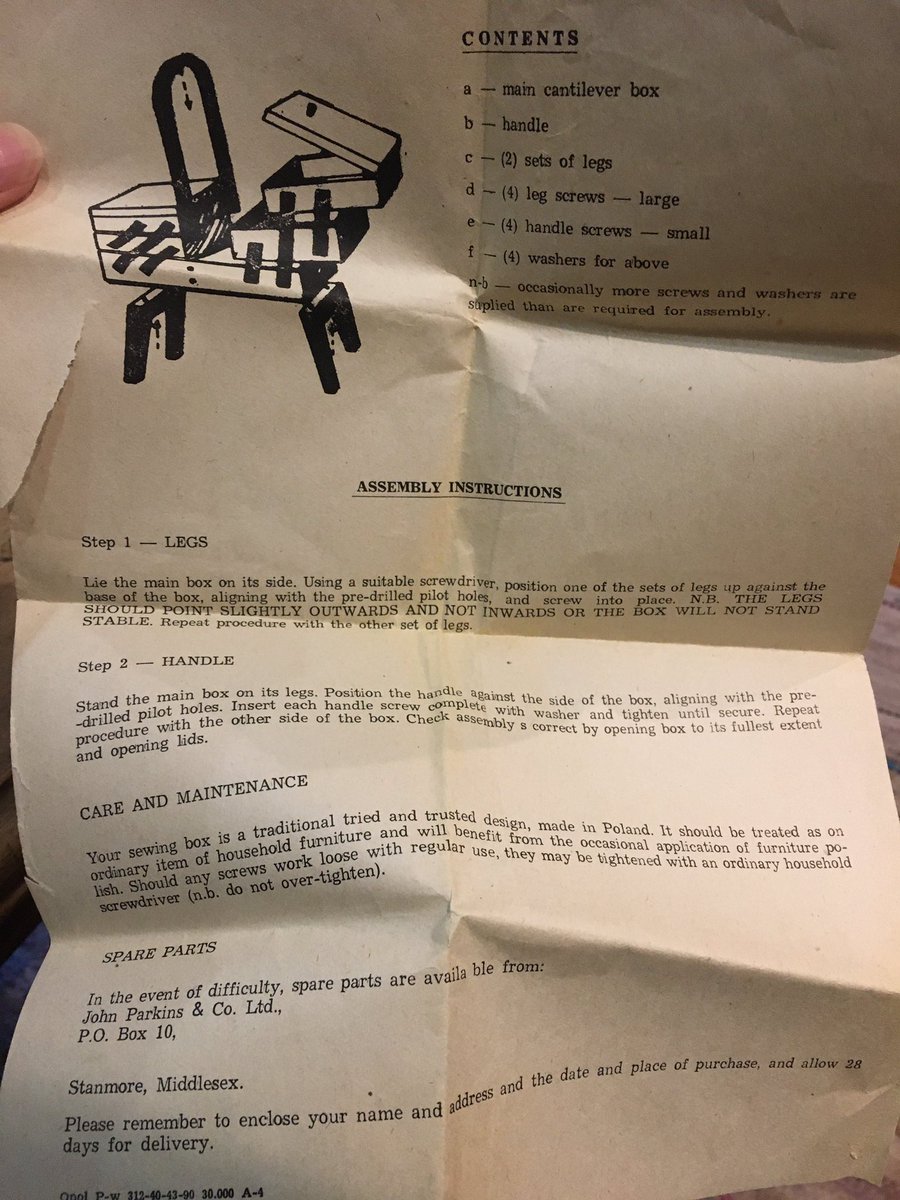 CONTENTS
a — main cantilever box
b — handle
c — (2) sets of legs
d — (4) leg screws — large
e — (4) handle screws — small
f — (4) washers for above
n-b — occasionally more screws and washers are
suplied than are required for assembly.
ASSEMBLY INSTRUCTIONS
Step 1 — LEGS
Lie the main box on its side. Using a suitable screwdriver, position one of the sets of legs up against the
base of the box, aligning with the pre-drilled pilot holes, and screw into place. N.B. THE LEGS
SHOULD POINT SLIGHTLY OUTWARDS AND NOT INWARDS OR THE BOX WILL NOT STAND
STABLE. Repeat procedure with the other set of legs.
Step 2 — HANDLE
Stand the main box on its legs. Position the handle against the side of the box, aligning with the pre-
-drilled pilot holes. Insert each handle screw complete with washer and tighten until secure. Repeat
procedure with the other side of the box. Check assembly s correct by opening box to its fullest extent
and opening lids.
CARE AND MAINTENANCE
Your sewing box is a traditional tried and trusted design, made in Poland. It should be treated as on
ordinary item of household furniture and will benefit from the occasional application of furniture po-
lish. Should any screws work loose with regular use, they may be tightened with an ordinary household
screwdriver (n.b. do not over-tighten).
SPARE PARTS
In the event of difficulty, spare parts are availa ble from:
John Parkins & Co. Ltd.,
P.O. Box 10,
Stanmore, Middlesex.
Please remember to enclose your name and address and the date and place of purchase, and allow 28
days for delivery.
Opol P-w 312-40-43-90 30.000 A-4